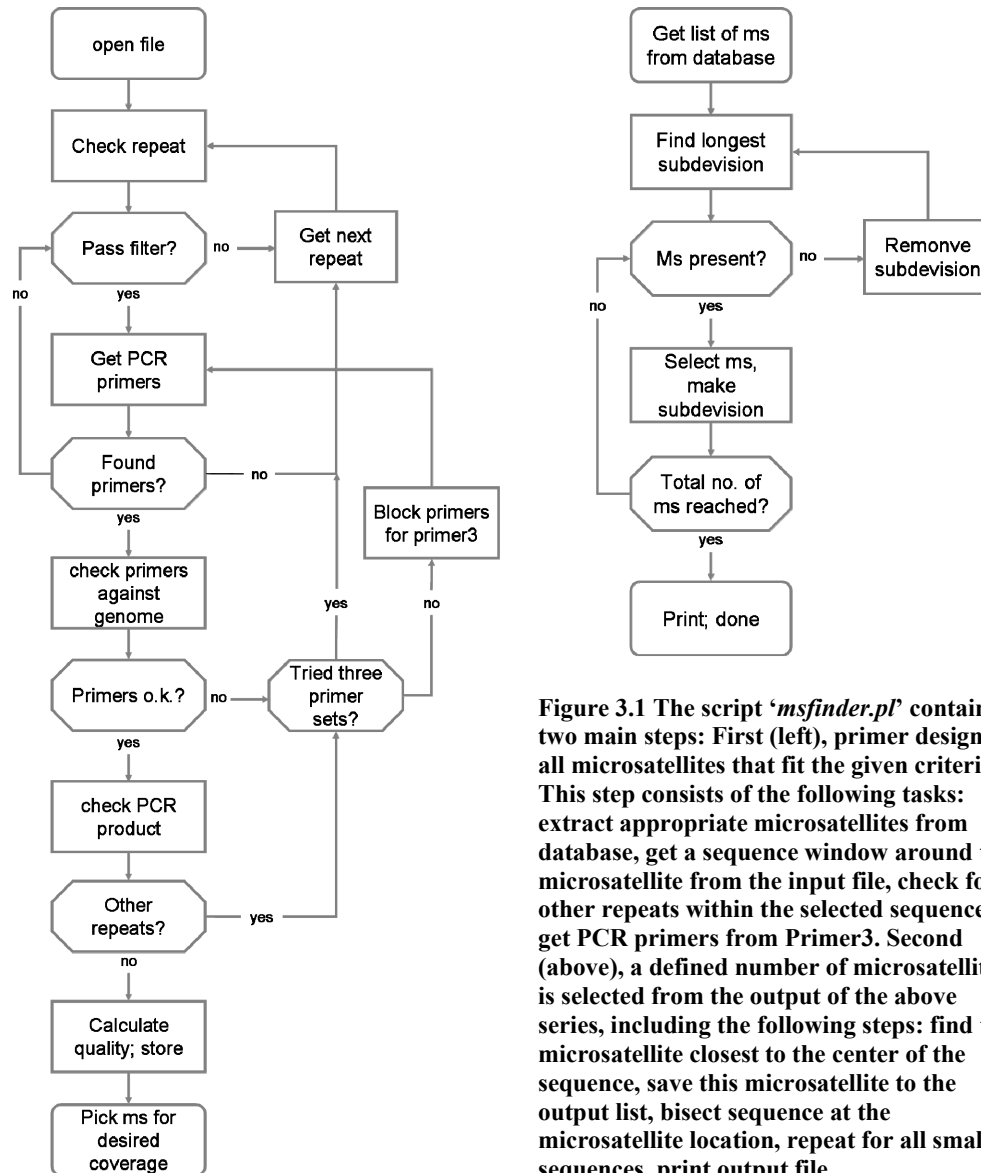 open file
Check repeat
Pass filter?
no
Get next
repeat
no
yes
Get PCR
primers
Found
primers?
no
Block primers
for primer3
yes
check primers
against
genome
yes
no
Primers o.k.?
no
Tried three
primer
sets?
yes
check PCR
product
Other
repeats?
yes
no
Calculate
quality; store
Pick ms for
desired
coverage
Get list of ms
from database
Find longest
subdevision
Ms present?
no
Remonve
subdevision
no
yes
Select ms,
make
subdevision
Total no. of
ms reached?
yes
Print; done
Figure 3.1 The script ‘msfinder.pl’ contain
two main steps: First (left), primer design
all microsatellites that fit the given criteri
This step consists of the following tasks:
extract appropriate microsatellites from
database, get a sequence window around
microsatellite from the input file, check fo
other repeats within the selected sequence
get PCR primers from Primer3. Second
(above), a defined number of microsatellit
is selected from the output of the above
series, including the following steps: find
microsatellite closest to the center of the
sequence, save this microsatellite to the
output list, bisect sequence at the
microsatellite location, repeat for all smal
sequences, print output file